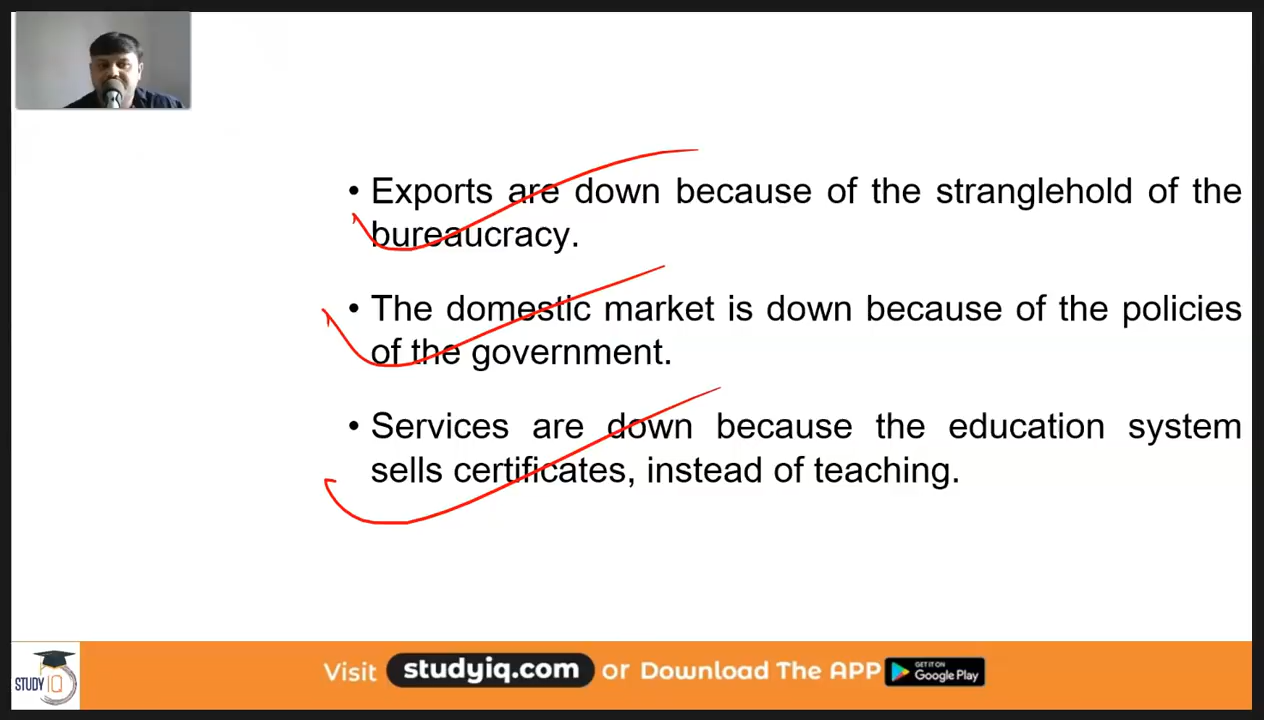 • Exports are down because of the stranglehold of the
bureaucracy.
• The domestic market is down because of the policies
of the government.
• Services are down because the education system
sells certificates, instead of teaching.
STUDY IQ
Visit studyiq.com or Download The APP GET IT ON Google Play